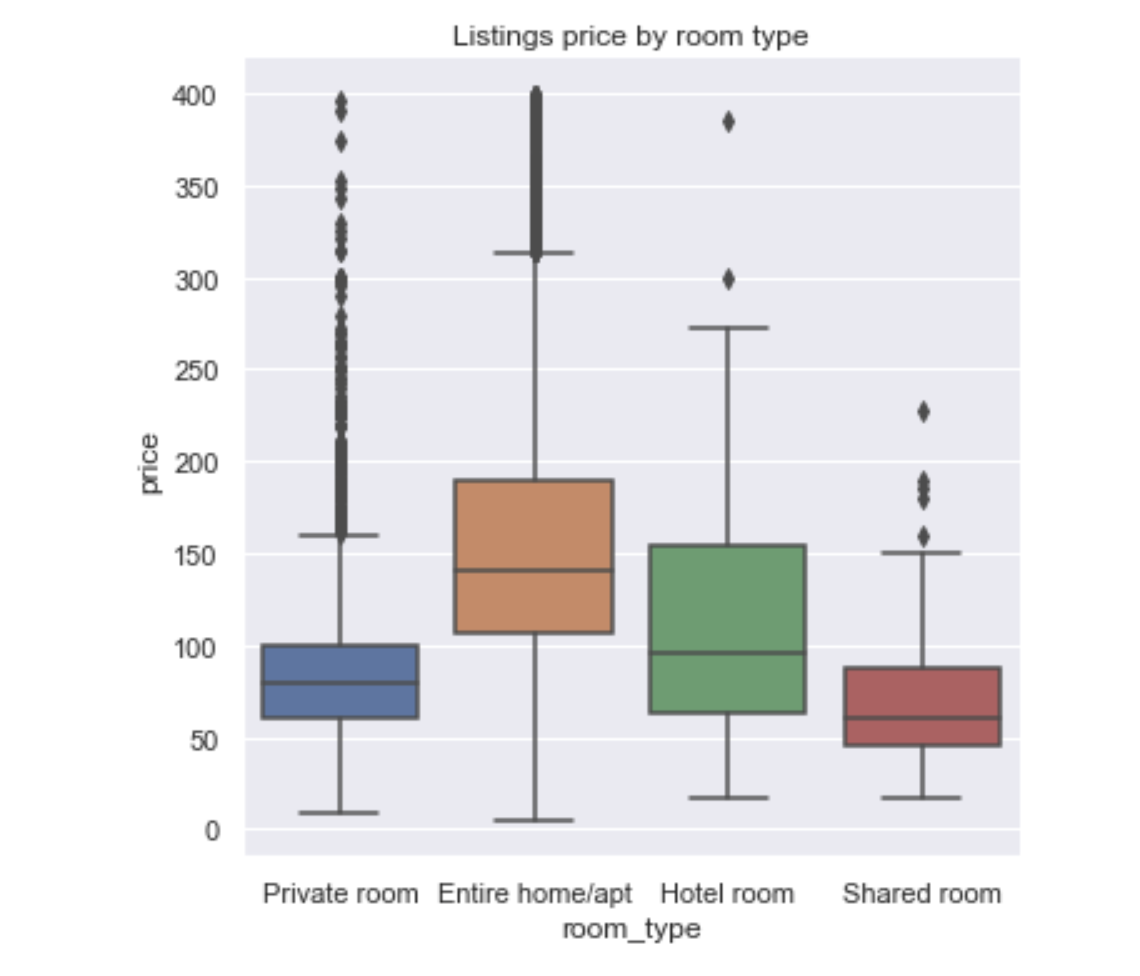 Listings price by room type
400
350
300
250
200
150
100
50
0
price
Private room Entire home/apt Hotel room Shared room
room_type